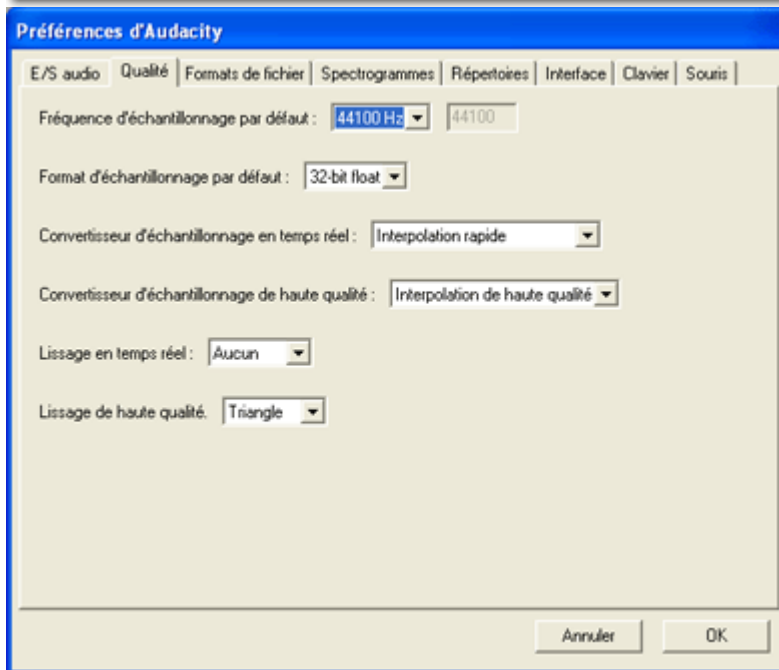 Préférences d'Audacity
E/S audio Qualité Formats de fichier Spectrogrammes Répertoires Interface Clavier Souris
Fréquence d'échantillonnage par défaut : 44100 Hz 44100
Format d'échantillonnage par défaut : 32-bit float
Convertisseur d'échantillonnage en temps réel : Interpolation rapide
Convertisseur d'échantillonnage de haute qualité : Interpolation de haute qualité
Lissage en temps réel : Aucun
Lissage de haute qualité. Triangle
Annuler OK